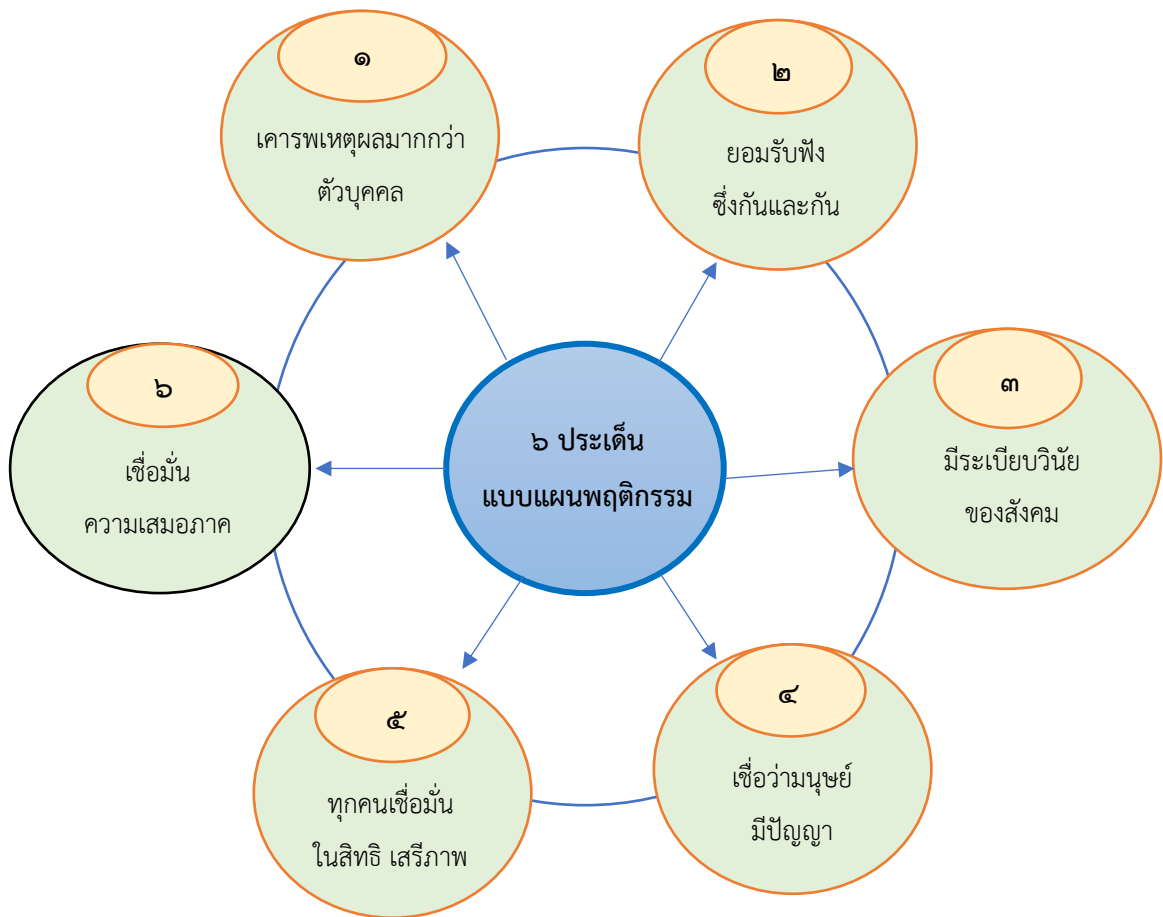 ๖ ประเด็น
แบบแผนพฤติกรรม
๑
เคารพเหตุผลมากกว่า
ตัวบุคคล
๒
ยอมรับฟัง
ซึ่งกันและกัน
๓
มีระเบียบวินัย
ของสังคม
๔
เชื่อว่ามนุษย์
มีปัญญา
๕
ทุกคนเชื่อมั่น
ในสิทธิ เสรีภาพ
๖
เชื่อมั่น
ความเสมอภาค